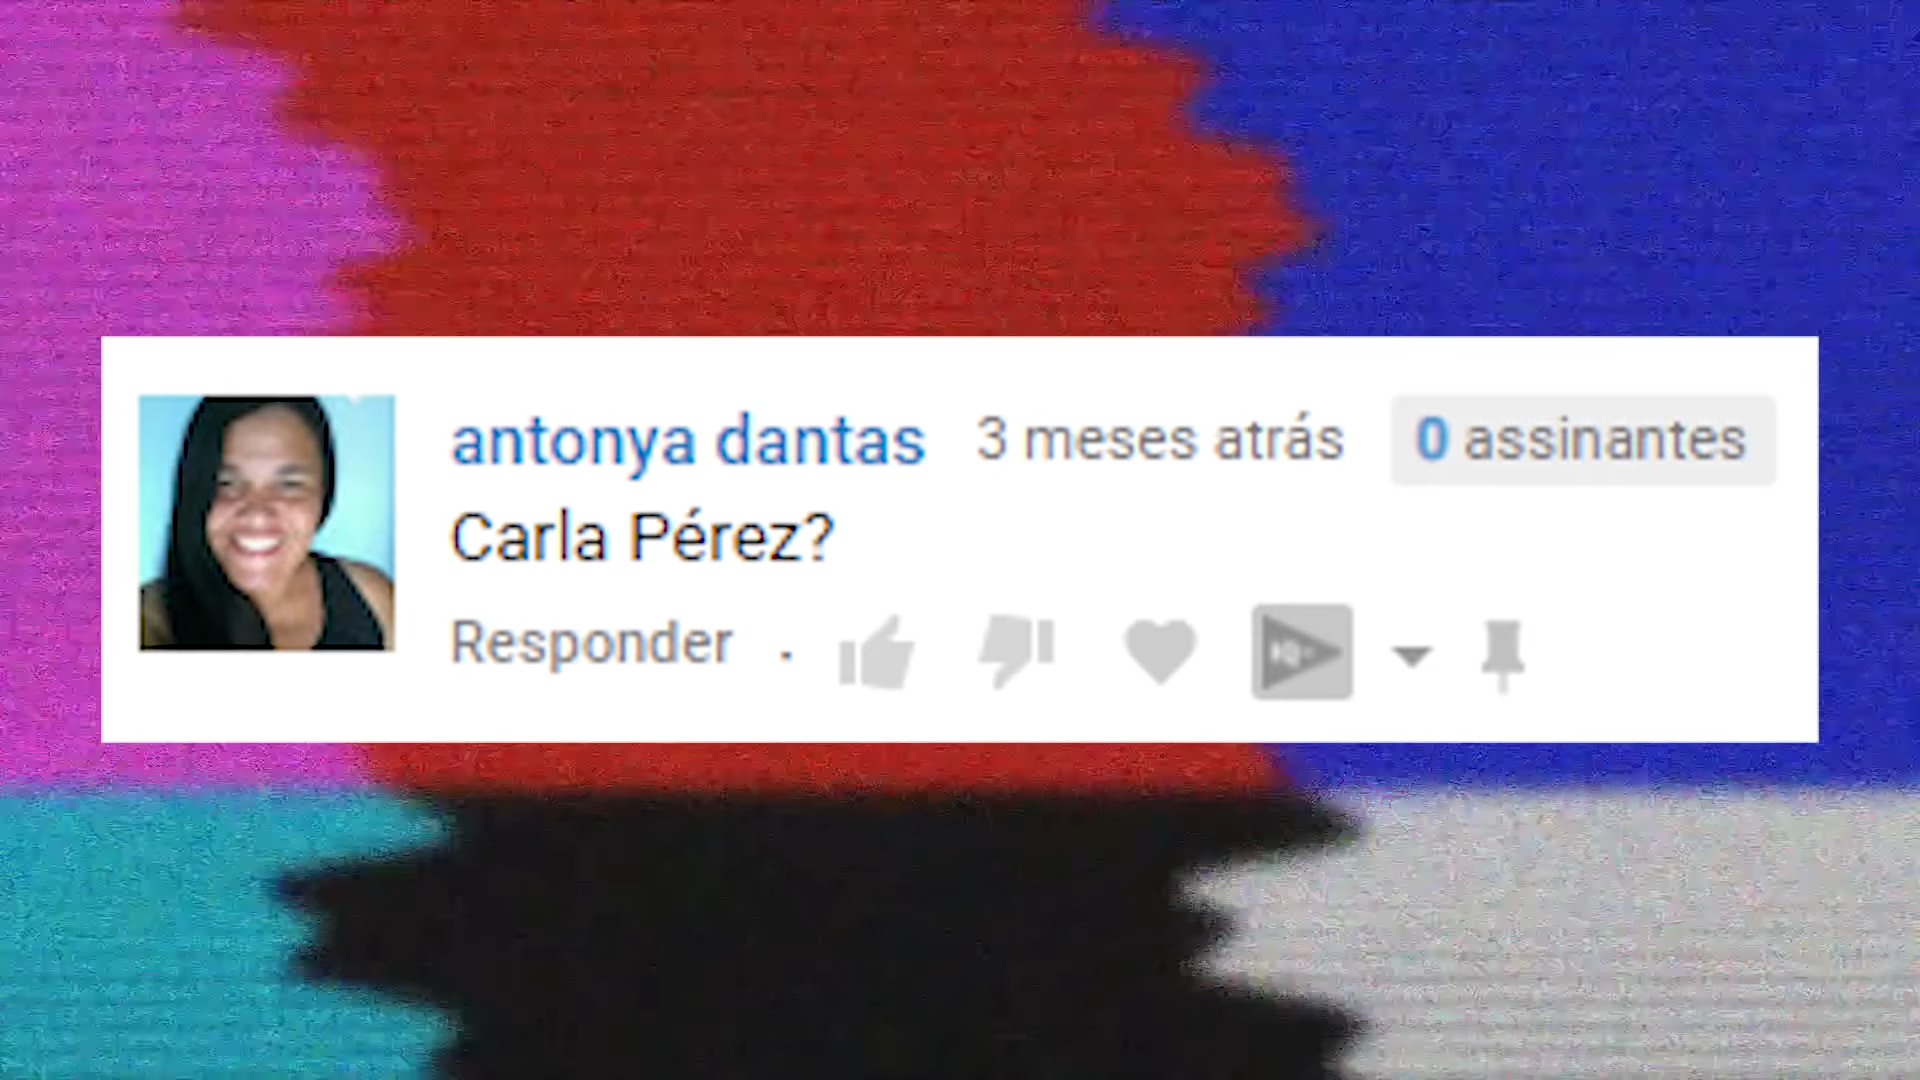 antonya dantas 3 meses atrás 0 assinantes
Carla Pérez?
Responder .